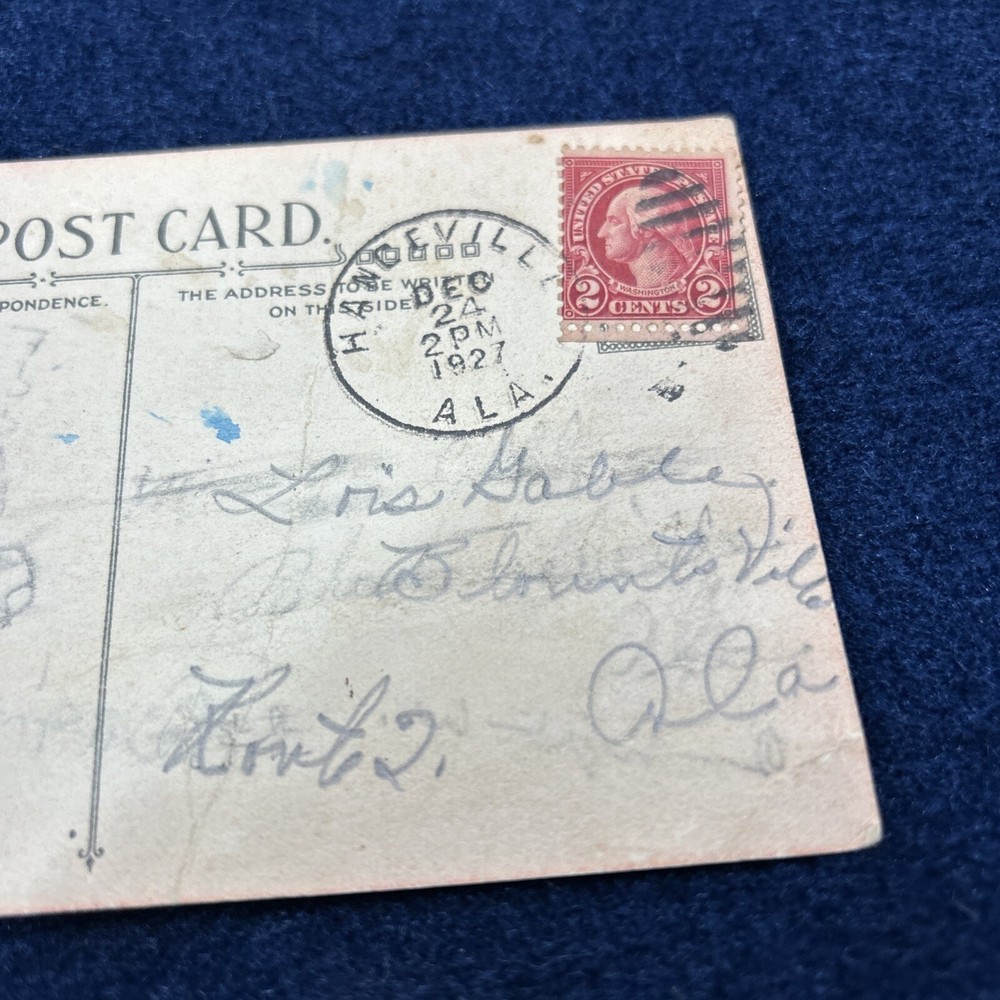 POST CARD.
PONDENCE.
THE ADDRESS TO BE WRITTEN
ON THIS SIDE
HANCEVILLE
DEC
24
2 PM
1927
ALA.
UNITED STATES POSTAGE
WASHINGTON
2 CENTS 2
Lois Gable
Blountsville
Ala
Rout 2.